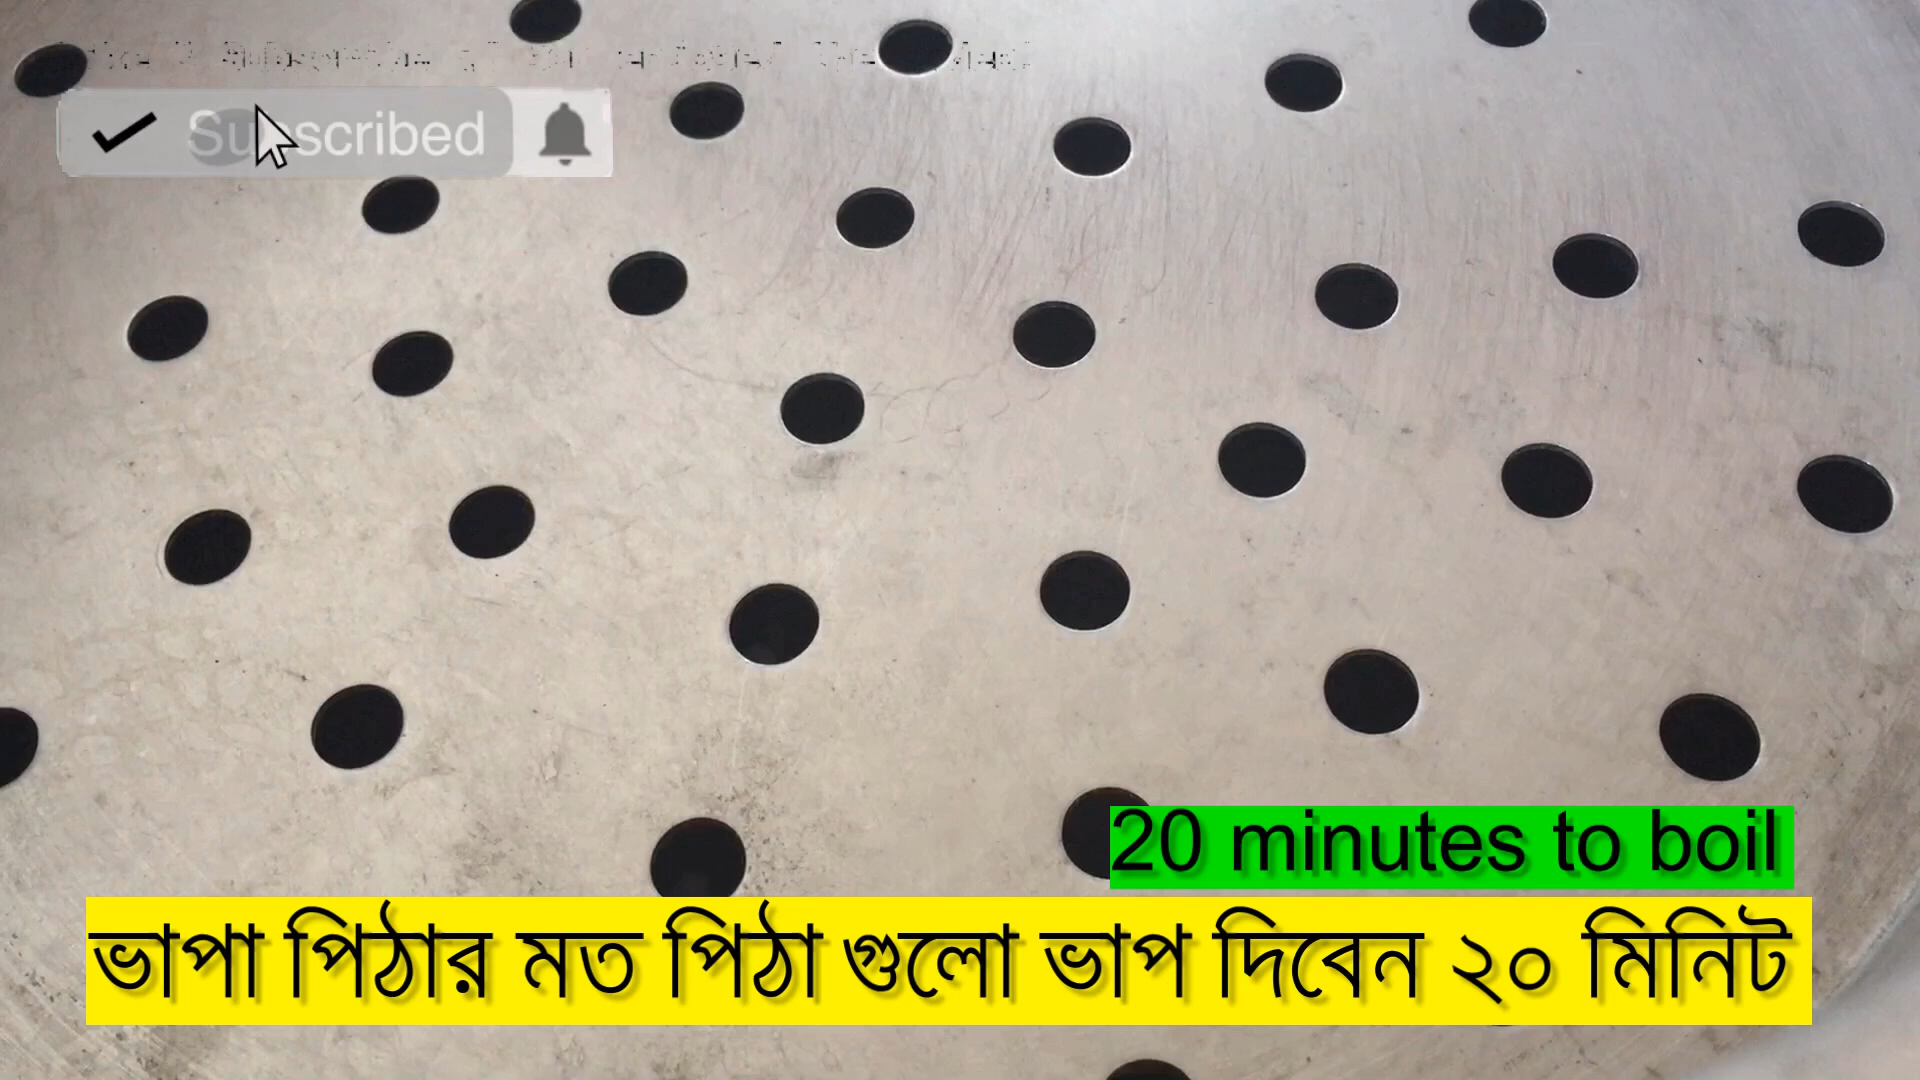 Subscribed
20 minutes to boil
ভাপা পিঠার মত পিঠা গুলো ভাপ দিবেন ২০ মিনিট